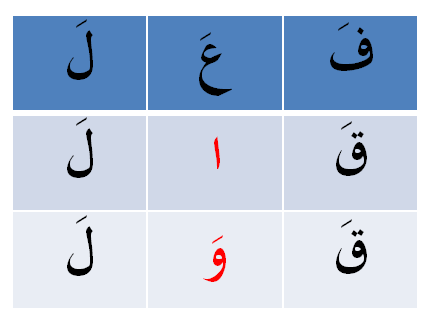 فَ عَ لَ
قَ ا لَ
قَ وَ لَ